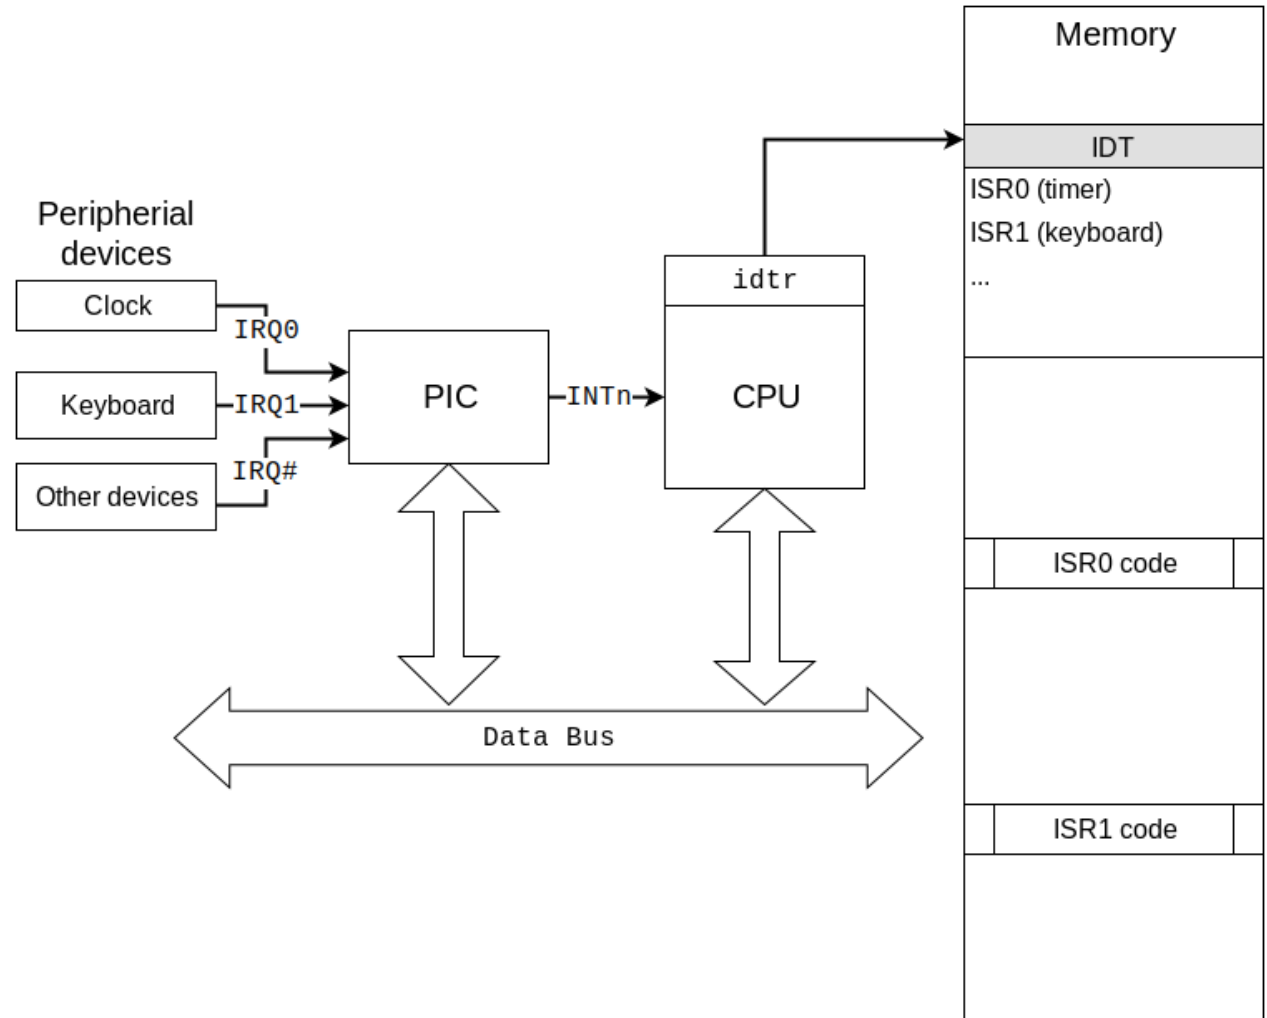 Memory
IDT
ISR0 (timer)
ISR1 (keyboard)
...
Peripherial
devices
Clock
IRQ0
Keyboard
IRQ1
IRQ#
Other devices
PIC
INTn
idtr
CPU
ISR0 code
Data Bus
ISR1 code